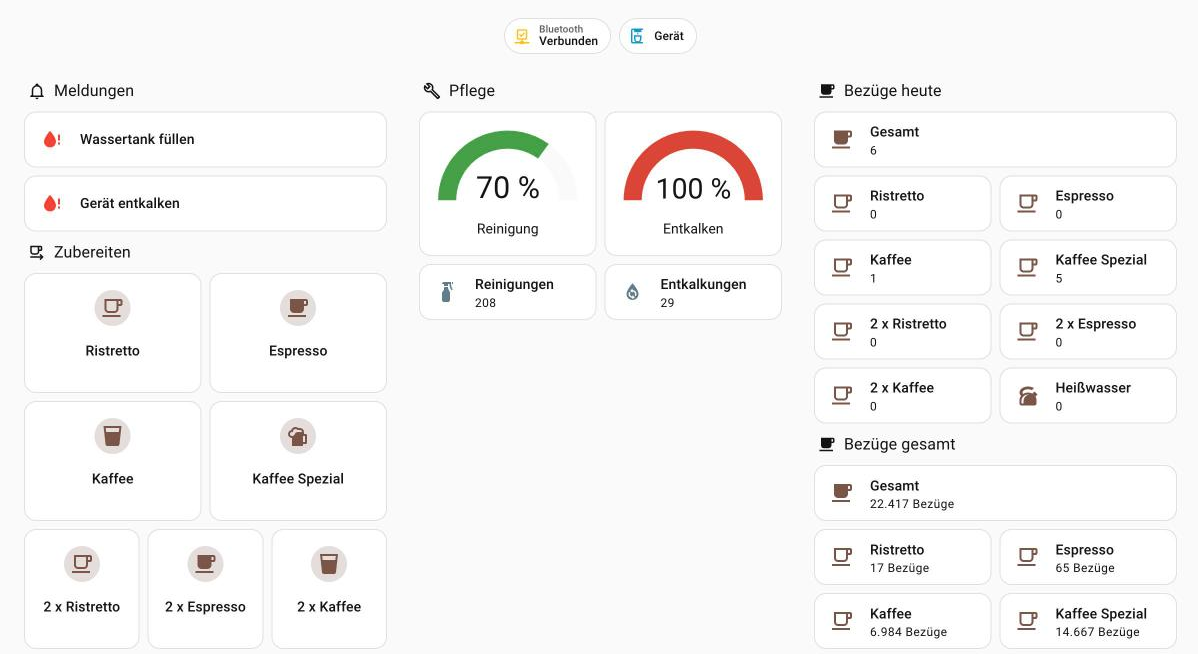 Bluetooth
Verbunden
Gerät
Meldungen
Wassertank füllen
Gerät entkalken
Zubereiten
Ristretto
Espresso
Kaffee
Kaffee Spezial
2 x Ristretto
2 x Espresso
2 x Kaffee
Pflege
70 %
Reinigung
100 %
Entkalken
Reinigungen
208
Entkalkungen
29
Bezüge heute
Gesamt
6
Ristretto
0
Espresso
0
Kaffee
1
Kaffee Spezial
5
2 x Ristretto
0
2 x Espresso
0
2 x Kaffee
0
Heißwasser
0
Bezüge gesamt
Gesamt
22.417 Bezüge
Ristretto
17 Bezüge
Espresso
65 Bezüge
Kaffee
6.984 Bezüge
Kaffee Spezial
14.667 Bezüge